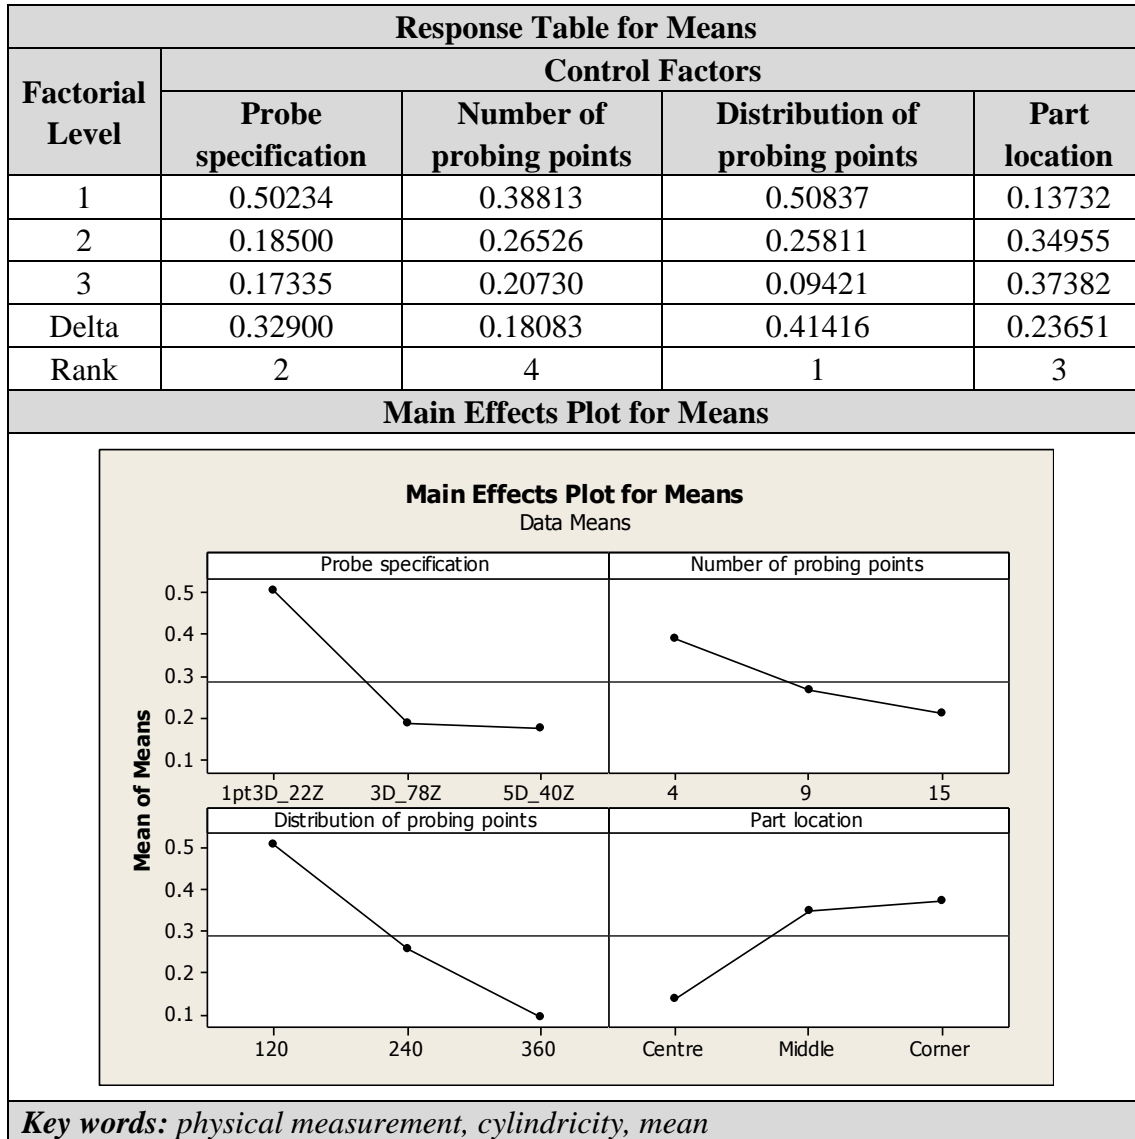 Response Table for Means
Factorial Level
Control Factors
Probe specification
Number of probing points
Distribution of probing points
Part location
1 0.50234 0.38813 0.50837 0.13732
2 0.18500 0.26526 0.25811 0.34955
3 0.17335 0.20730 0.09421 0.37382
Delta 0.32900 0.18083 0.41416 0.23651
Rank 2 4 1 3
Main Effects Plot for Means
Main Effects Plot for Means
Data Means
Mean of Means
Probe specification Number of probing points
0.5
0.4
0.3
0.2
0.1
1pt3D_22Z 3D_78Z 5D_40Z 4 9 15
Distribution of probing points Part location
0.5
0.4
0.3
0.2
0.1
120 240 360 Centre Middle Corner
Key words: physical measurement, cylindricity, mean